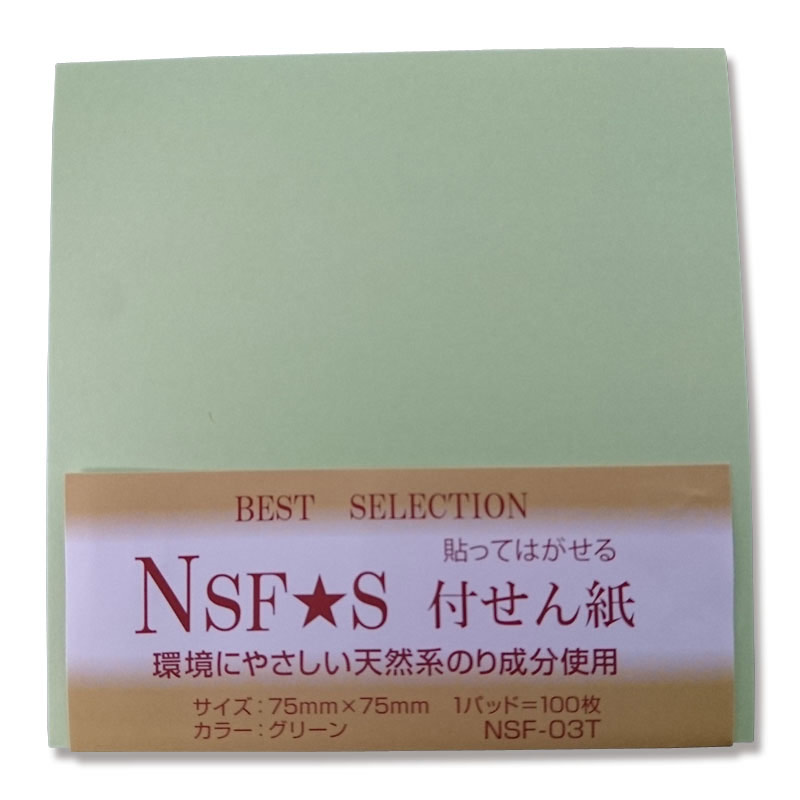 BEST SELECTION
貼ってはがせる
NSF★S 付せん紙
環境にやさしい天然系のり成分使用
サイズ：75mm×75mm 1パッド＝100枚
カラー：グリーン NSF-03T